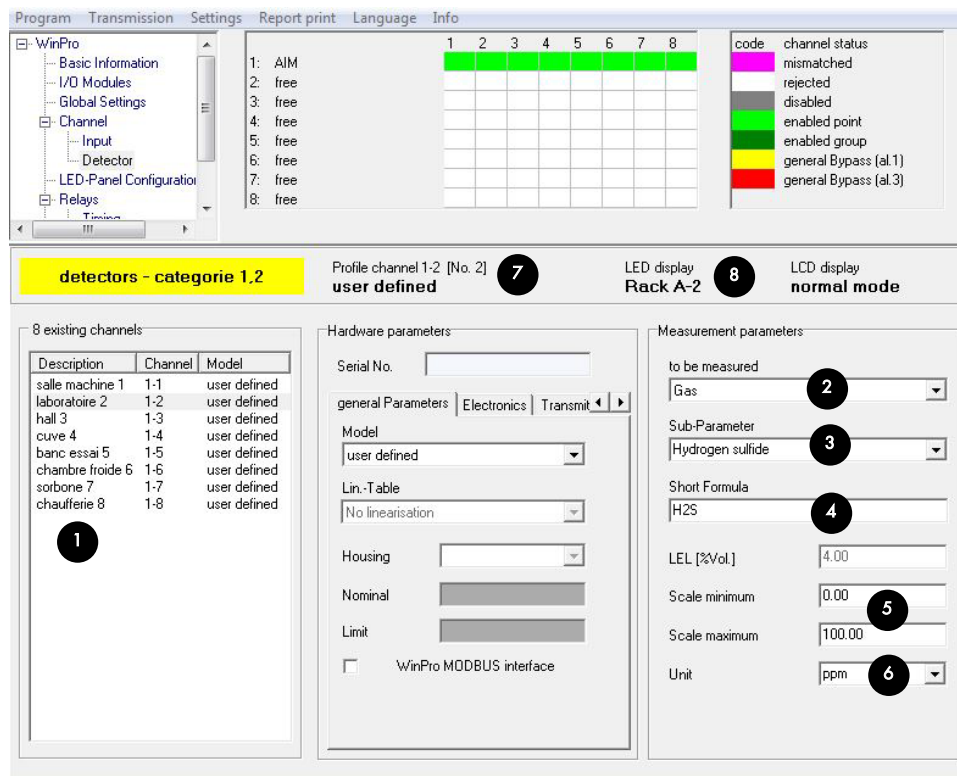 Program Transmission Settings Report print Language Info
WinPro
Basic Information
I/O Modules
Global Settings
Channel
Input
Detector
LED-Panel Configuration
Relays
Timing
1 2 3 4 5 6 7 8
1: AIM
2: free
3: free
4: free
5: free
6: free
7: free
8: free
code channel status
mismatched
rejected
disabled
enabled point
enabled group
general Bypass (al.1)
general Bypass (al.3)
detectors - categorie 1,2
Profile channel 1-2 [No. 2]
user defined
7
LED display
Rack A-2
8
LCD display
normal mode
8 existing channels
Description Channel Model
salle machine 1 1-1 user defined
laboratoire 2 1-2 user defined
hall 3 1-3 user defined
cuve 4 1-4 user defined
banc essai 5 1-5 user defined
chambre froide 6 1-6 user defined
sorbone 7 1-7 user defined
chaufferie 8 1-8 user defined
1
Hardware parameters
Serial No.
general Parameters Electronics Transmit
Model
user defined
Lin.-Table
No linearisation
Housing
Nominal
Limit
WinPro MODBUS interface
Measurement parameters
to be measured
Gas 2
Sub-Parameter
Hydrogen sulfide 3
Short Formula
H2S 4
LEL [%Vol.] 4.00
Scale minimum 0.00
5
Scale maximum 100.00
Unit ppm 6